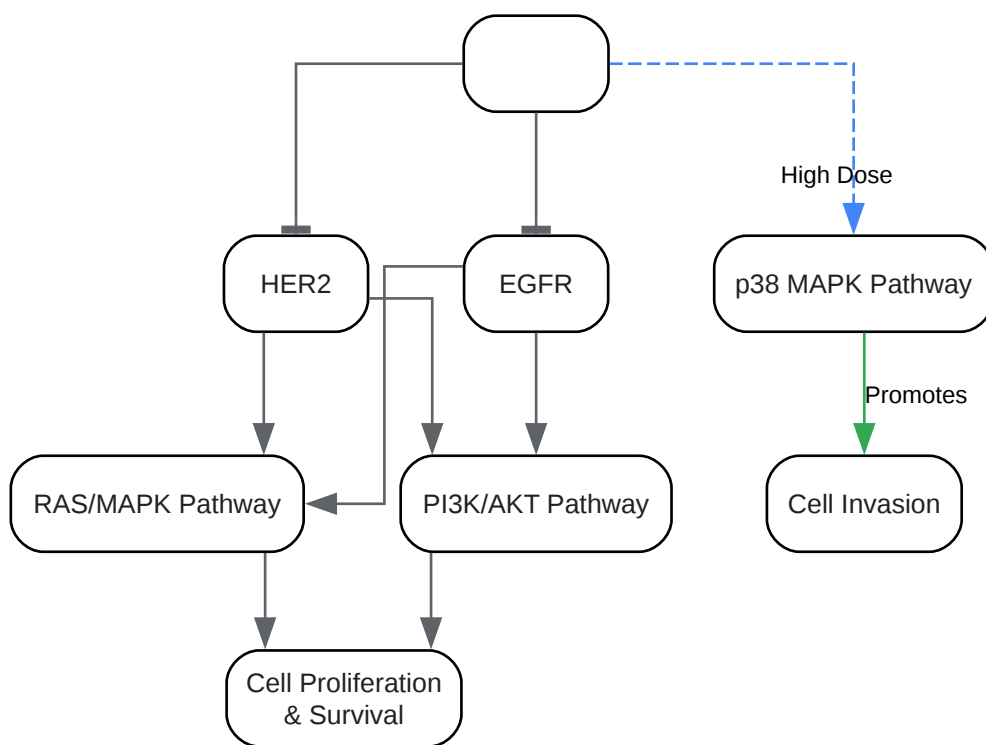 High Dose
HER2
EGFR
p38 MAPK Pathway
Promotes
RAS/MAPK Pathway
PI3K/AKT Pathway
Cell Invasion
Cell Proliferation
& Survival